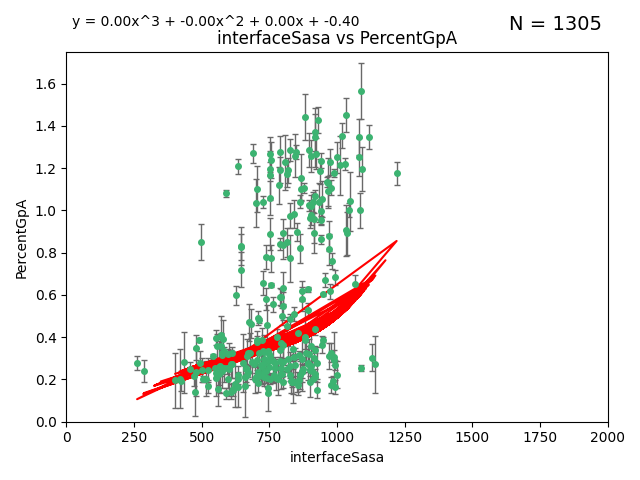 y = 0.00x^3 + -0.00x^2 + 0.00x + -0.40
N = 1305
interfaceSasa vs PercentGpA
1.6
1.4
1.2
1.0
0.8
0.6
0.4
0.2
0.0
PercentGpA
0 250 500 750 1000 1250 1500 1750 2000
interfaceSasa